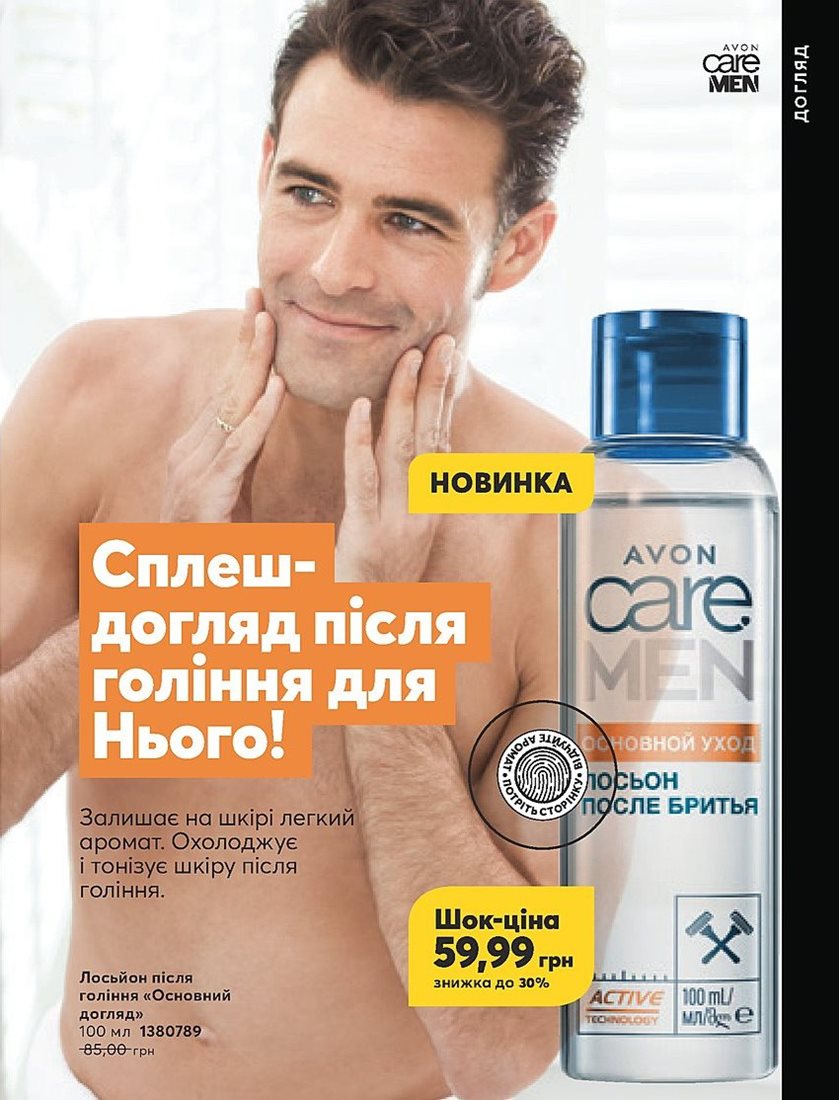 AVON
care
MEN
ДОГЛЯД
НОВИНКА
Сплеш-
догляд після
гоління для
Нього!
Залишає на шкірі легкий
аромат. Охолоджує
і тонізує шкіру після
гоління.
Лосьйон після
гоління «Основний
догляд»
100 мл 1380789
85,00 грн
ВІДЧУЙТЕ АРОМАТ • ПОТРІТЬ СТОРІНКУ •
Шок-ціна
59,99 грн
знижка до 30%
AVON
care
MEN
ОСНОВНОЙ УХОД
ЛОСЬОН
ПОСЛЕ БРИТЬЯ
ACTIVE
TECHNOLOGY
100 mL/
МЛ/